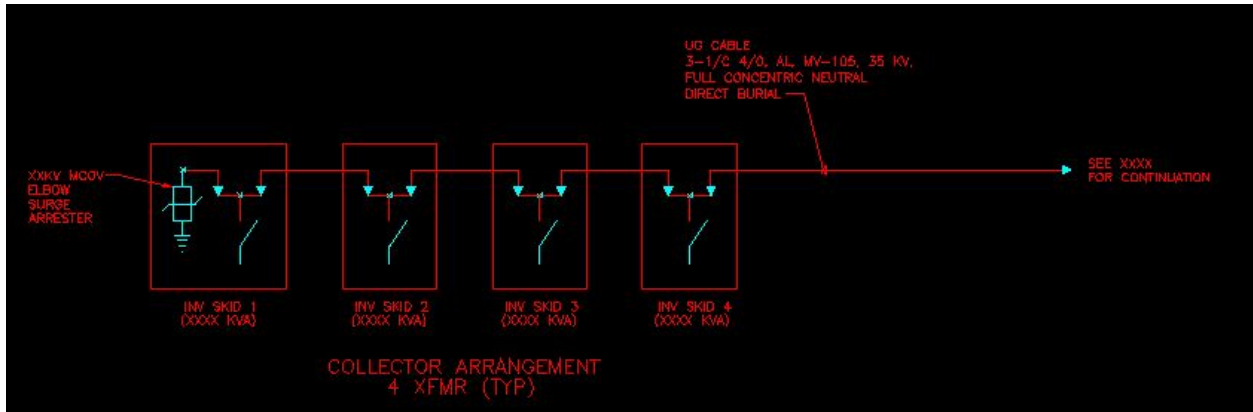 UG CABLE
3-1/C 4/0, AL, MV-105, 35 KV,
FULL CONCENTRIC NEUTRAL
DIRECT BURIAL
XXKV MCOV
ELBOW
SURGE
ARRESTER
SEE XXXX
FOR CONTINUATION
INV SKID 1
(XXXX KVA)
INV SKID 2
(XXXX KVA)
INV SKID 3
(XXXX KVA)
INV SKID 4
(XXXX KVA)
COLLECTOR ARRANGEMENT
4 XFMR (TYP)